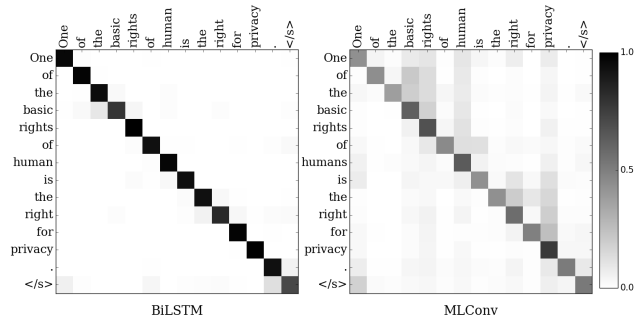 One of the basic rights of human is the right for privacy . </s>
One of the basic rights of human is the right for privacy . </s>
One
of
the
basic
rights
of
human
is
the
right
for
privacy
.
</s>
One
of
the
basic
rights
of
humans
is
the
right
for
privacy
.
</s>
1.0
0.5
0.0
BiLSTM
MLConv